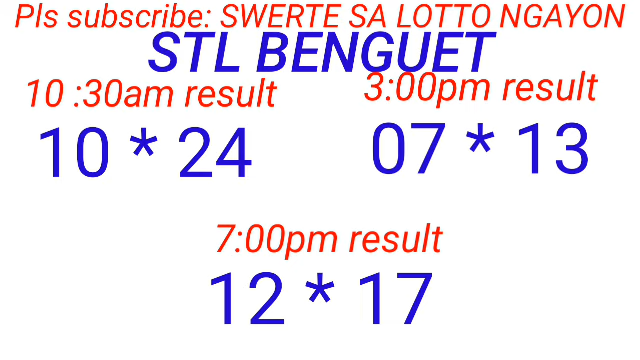 Pls subscribe: SWERTE SA LOTTO NGAYON
STL BENGUET
10 :30am result
10 * 24
3:00pm result
07 * 13
7:00pm result
12 * 17